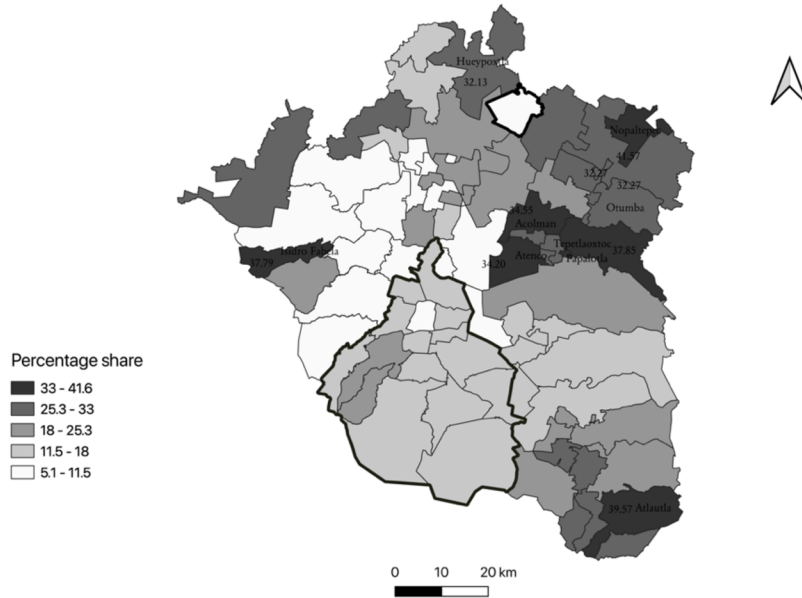 Hueypoxtla
32.13
Nopaltepec
41.57
32.27
32.27
Otumba
34.55
Acolman
Tepetlaoxtoc
37.85
Atenco
Papalotla
34.20
Isidro Fabela
37.79
Percentage share
33 - 41.6
25.3 - 33
18 - 25.3
11.5 - 18
5.1 - 11.5
39.57 Atlautla
0 10 20 km